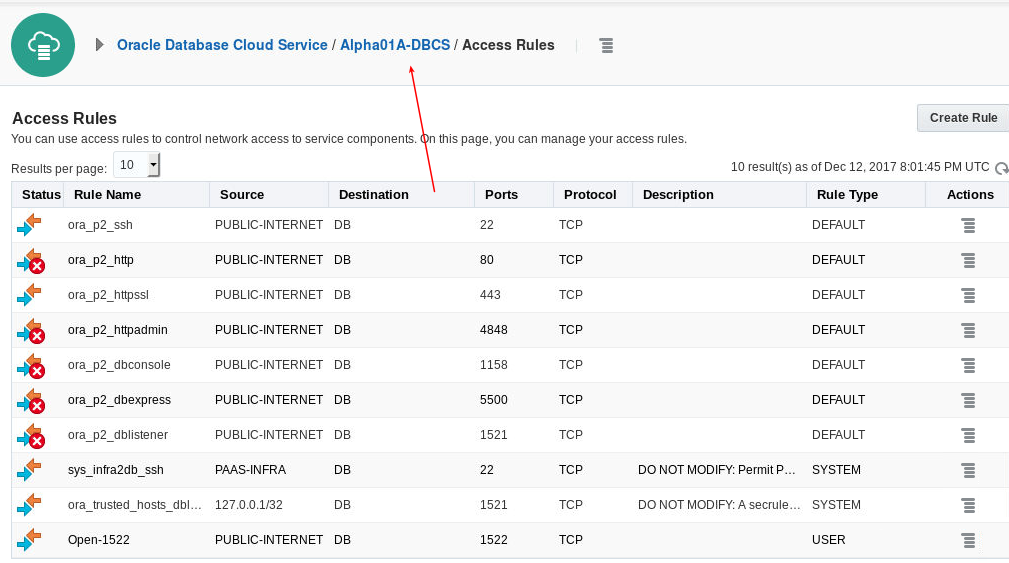 Oracle Database Cloud Service / Alpha01A-DBCS / Access Rules
Access Rules
Create Rule
You can use access rules to control network access to service components. On this page, you can manage your access rules.
Results per page: 10
10 result(s) as of Dec 12, 2017 8:01:45 PM UTC
Status Rule Name Source Destination Ports Protocol Description Rule Type Actions
ora_p2_ssh PUBLIC-INTERNET DB 22 TCP DEFAULT
ora_p2_http PUBLIC-INTERNET DB 80 TCP DEFAULT
ora_p2_httpssl PUBLIC-INTERNET DB 443 TCP DEFAULT
ora_p2_httpadmin PUBLIC-INTERNET DB 4848 TCP DEFAULT
ora_p2_dbconsole PUBLIC-INTERNET DB 1158 TCP DEFAULT
ora_p2_dbexpress PUBLIC-INTERNET DB 5500 TCP DEFAULT
ora_p2_dblistener PUBLIC-INTERNET DB 1521 TCP DEFAULT
sys_infra2db_ssh PAAS-INFRA DB 22 TCP DO NOT MODIFY: Permit P... SYSTEM
ora_trusted_hosts_dbl... 127.0.0.1/32 DB 1521 TCP DO NOT MODIFY: A secrule... SYSTEM
Open-1522 PUBLIC-INTERNET DB 1522 TCP USER